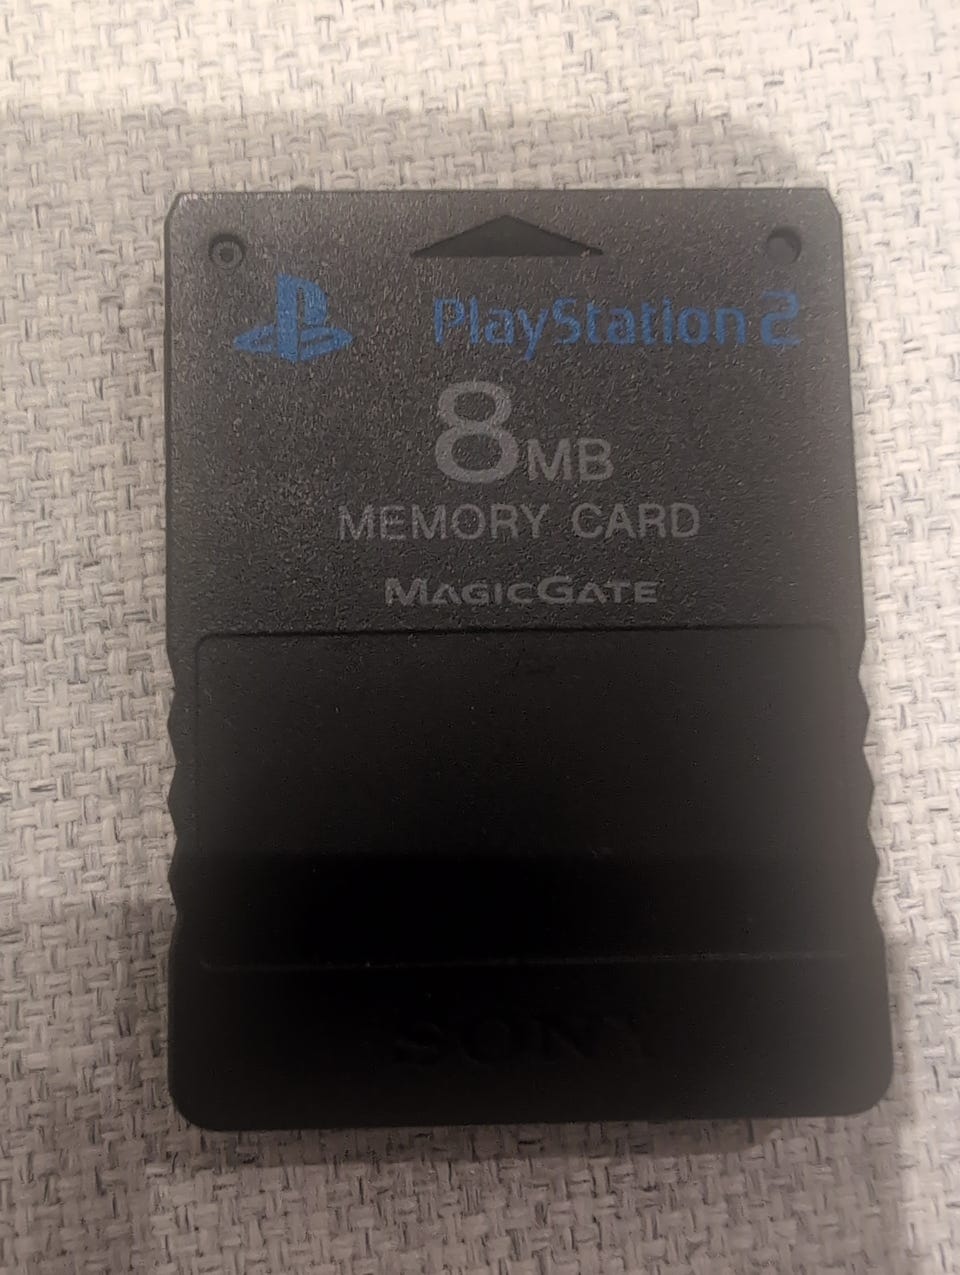 PlayStation 2
8MB
MEMORY CARD
MAGICGATE
SONY